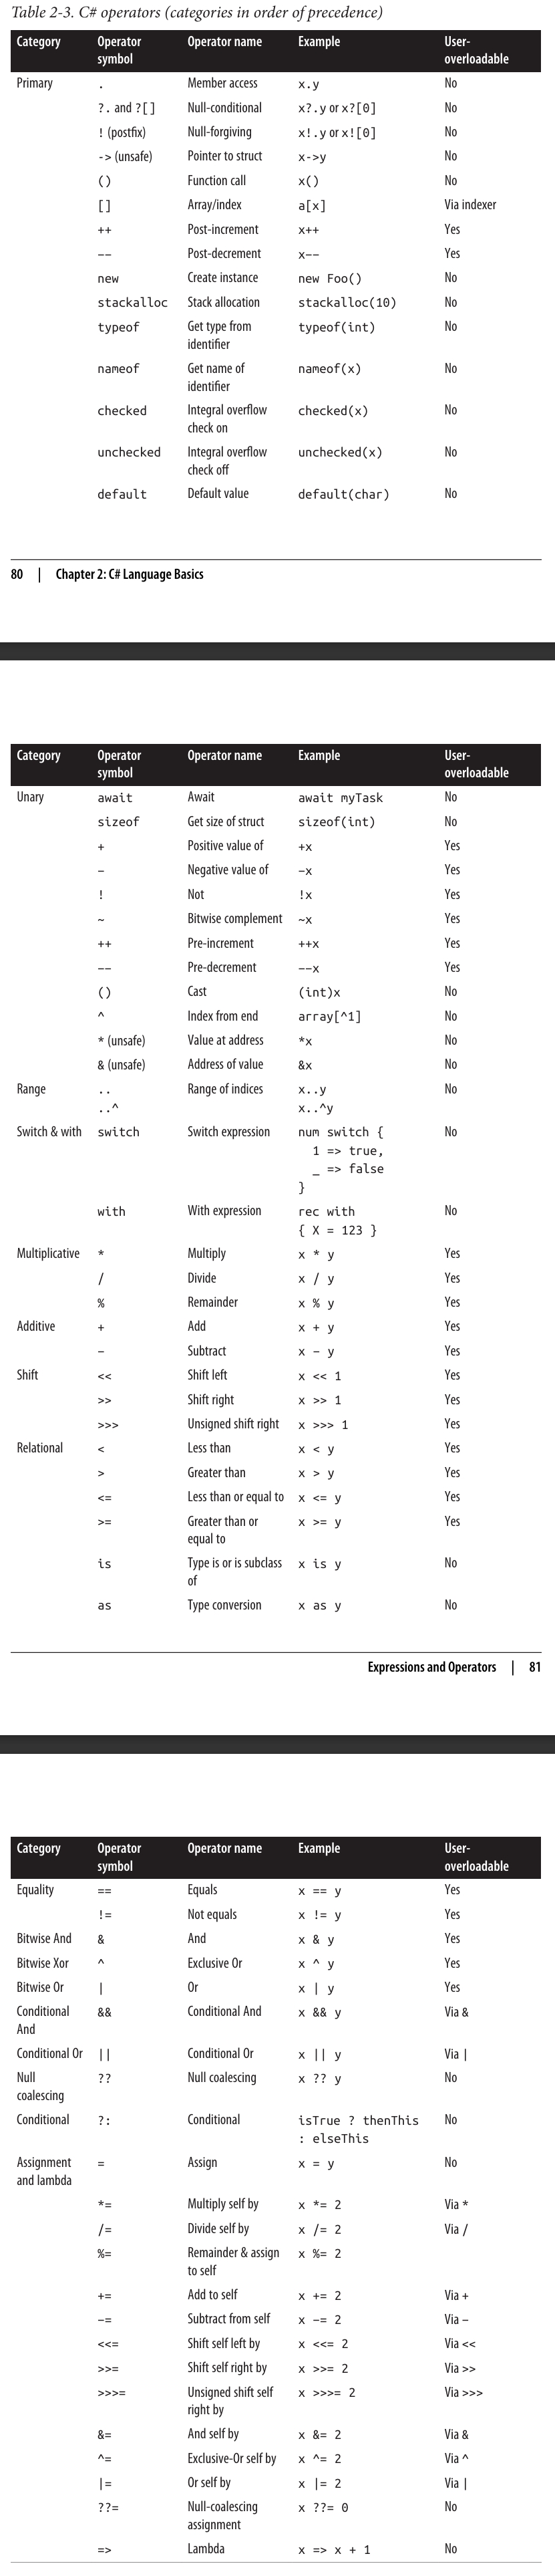 Table 2-3. C# operators (categories in order of precedence)
Category Operator symbol Operator name Example User-overloadable
Primary . Member access x.y No
?. and ?[] Null-conditional x?.y or x?[0] No
! (postfix) Null-forgiving x!.y or x![0] No
-> (unsafe) Pointer to struct x->y No
() Function call x() No
[] Array/index a[x] Via indexer
++ Post-increment x++ Yes
−− Post-decrement x−− Yes
new Create instance new Foo() No
stackalloc Stack allocation stackalloc(10) No
typeof Get type from identifier typeof(int) No
nameof Get name of identifier nameof(x) No
checked Integral overflow check on checked(x) No
unchecked Integral overflow check off unchecked(x) No
default Default value default(char) No
80 | Chapter 2: C# Language Basics
Category Operator symbol Operator name Example User-overloadable
Unary await Await await myTask No
sizeof Get size of struct sizeof(int) No
+ Positive value of +x Yes
− Negative value of −x Yes
! Not !x Yes
~ Bitwise complement ~x Yes
++ Pre-increment ++x Yes
−− Pre-decrement −−x Yes
() Cast (int)x No
^ Index from end array[^1] No
* (unsafe) Value at address *x No
& (unsafe) Address of value &x No
Range .. Range of indices x..y No
..^ x..^y
Switch & with switch Switch expression num switch { No
1 => true,
_ => false
}
with With expression rec with No
{ X = 123 }
Multiplicative * Multiply x * y Yes
/ Divide x / y Yes
% Remainder x % y Yes
Additive + Add x + y Yes
− Subtract x − y Yes
Shift << Shift left x << 1 Yes
>> Shift right x >> 1 Yes
>>> Unsigned shift right x >>> 1 Yes
Relational < Less than x < y Yes
> Greater than x > y Yes
<= Less than or equal to x <= y Yes
>= Greater than or equal to x >= y Yes
is Type is or is subclass of x is y No
as Type conversion x as y No
Expressions and Operators | 81
Category Operator symbol Operator name Example User-overloadable
Equality == Equals x == y Yes
!= Not equals x != y Yes
Bitwise And & And x & y Yes
Bitwise Xor ^ Exclusive Or x ^ y Yes
Bitwise Or | Or x | y Yes
Conditional And && Conditional And x && y Via &
Conditional Or || Conditional Or x || y Via |
Null coalescing ?? Null coalescing x ?? y No
Conditional ?: Conditional isTrue ? thenThis No
: elseThis
Assignment and lambda = Assign x = y No
*= Multiply self by x *= 2 Via *
/= Divide self by x /= 2 Via /
%= Remainder & assign to self x %= 2
+= Add to self x += 2 Via +
−= Subtract from self x −= 2 Via −
<<= Shift self left by x <<= 2 Via <<
>>= Shift self right by x >>= 2 Via >>
>>>= Unsigned shift self right by x >>>= 2 Via >>>
&= And self by x &= 2 Via &
^= Exclusive-Or self by x ^= 2 Via ^
|= Or self by x |= 2 Via |
??= Null-coalescing assignment x ??= 0 No
=> Lambda x => x + 1 No